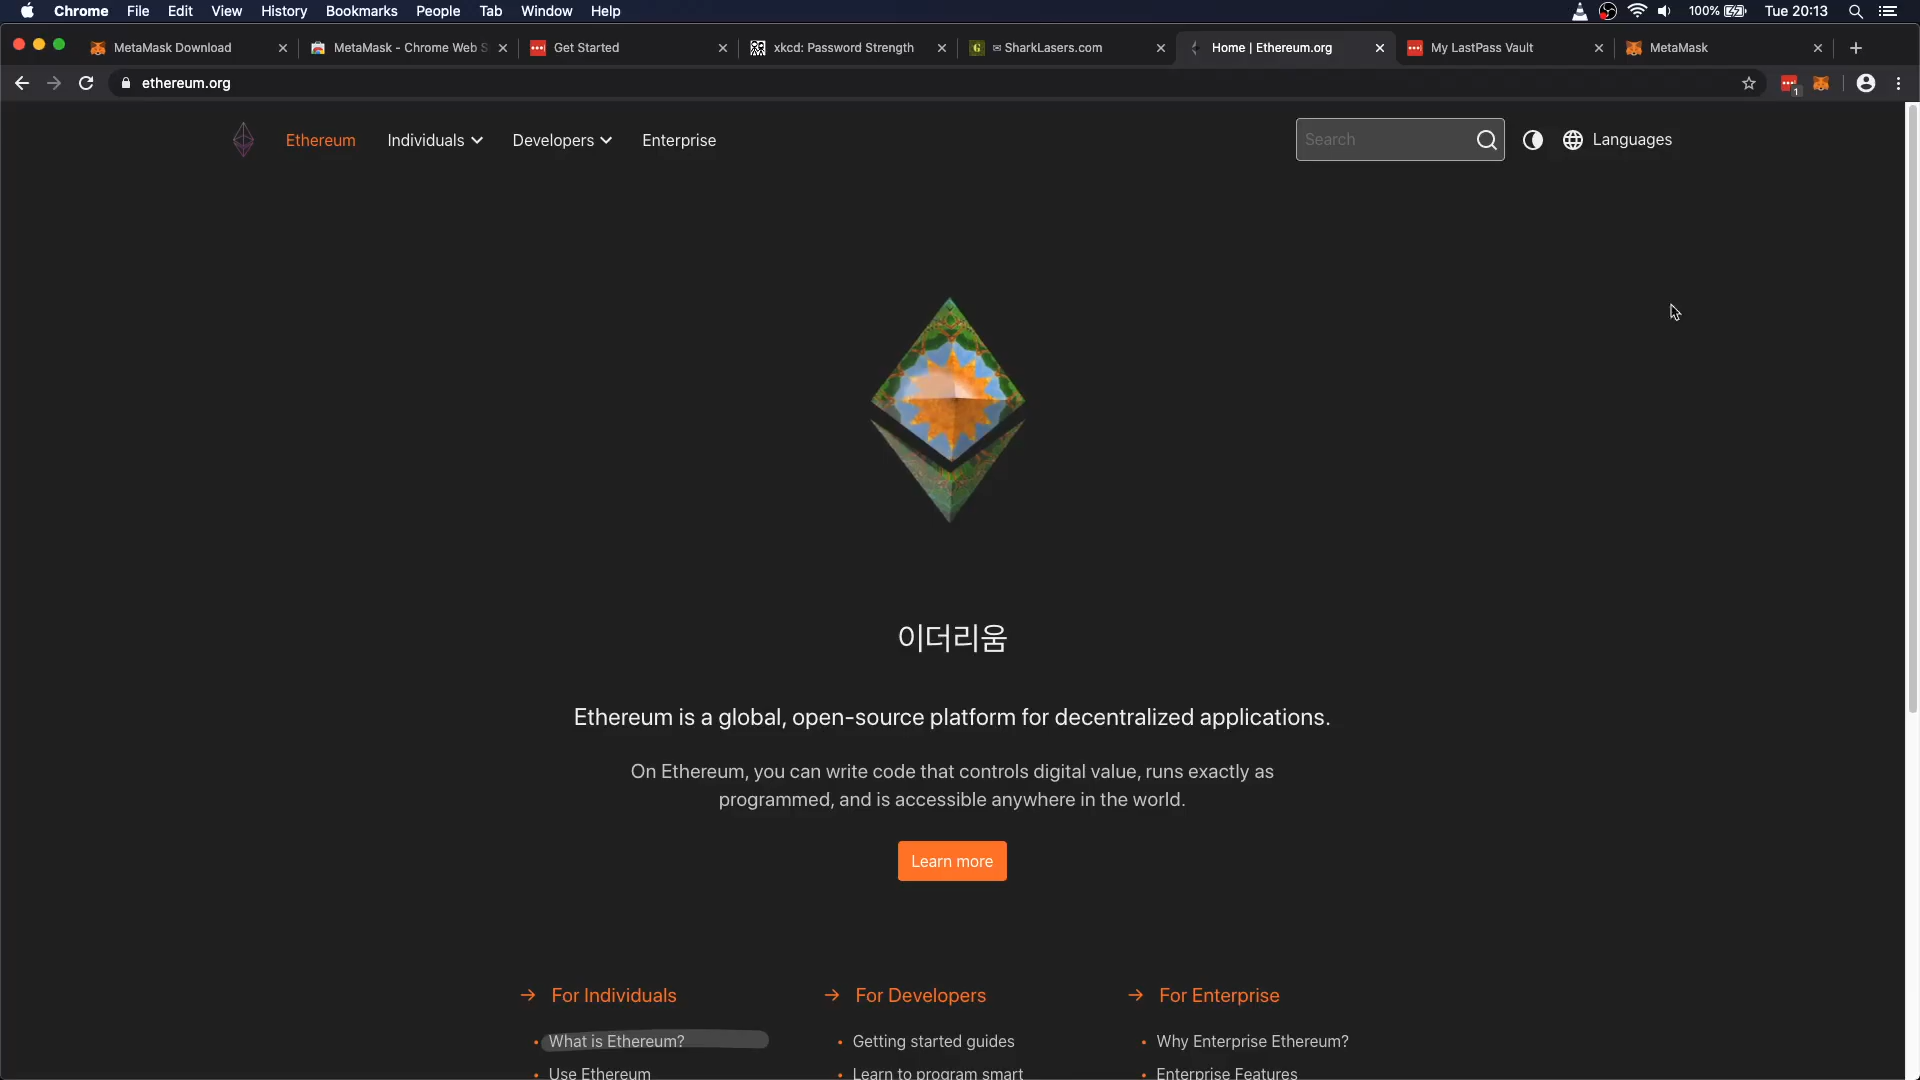 Chrome File Edit View History Bookmarks People Tab Window Help 100% Tue 20:13
MetaMask Download MetaMask - Chrome Web S Get Started xkcd: Password Strength SharkLasers.com Home | Ethereum.org My LastPass Vault MetaMask
ethereum.org 1
Ethereum Individuals Developers Enterprise Search Languages
이더리움
Ethereum is a global, open-source platform for decentralized applications.
On Ethereum, you can write code that controls digital value, runs exactly as
programmed, and is accessible anywhere in the world.
Learn more
For Individuals For Developers For Enterprise
What is Ethereum? Getting started guides Why Enterprise Ethereum?
Use Ethereum Learn to program smart Enterprise Features